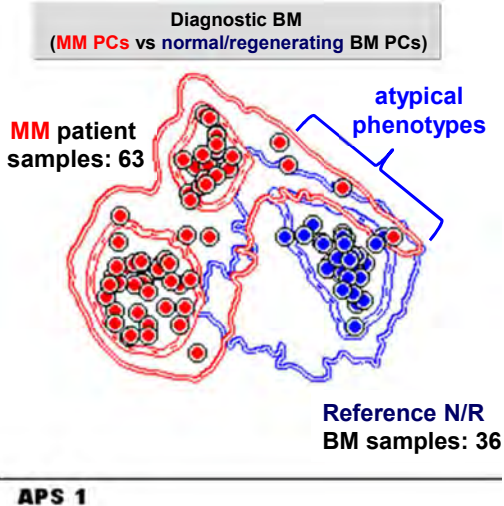 Diagnostic BM
(MM PCs vs normal/regenerating BM PCs)
atypical
phenotypes
MM patient
samples: 63
Reference N/R
BM samples: 36
APS 1